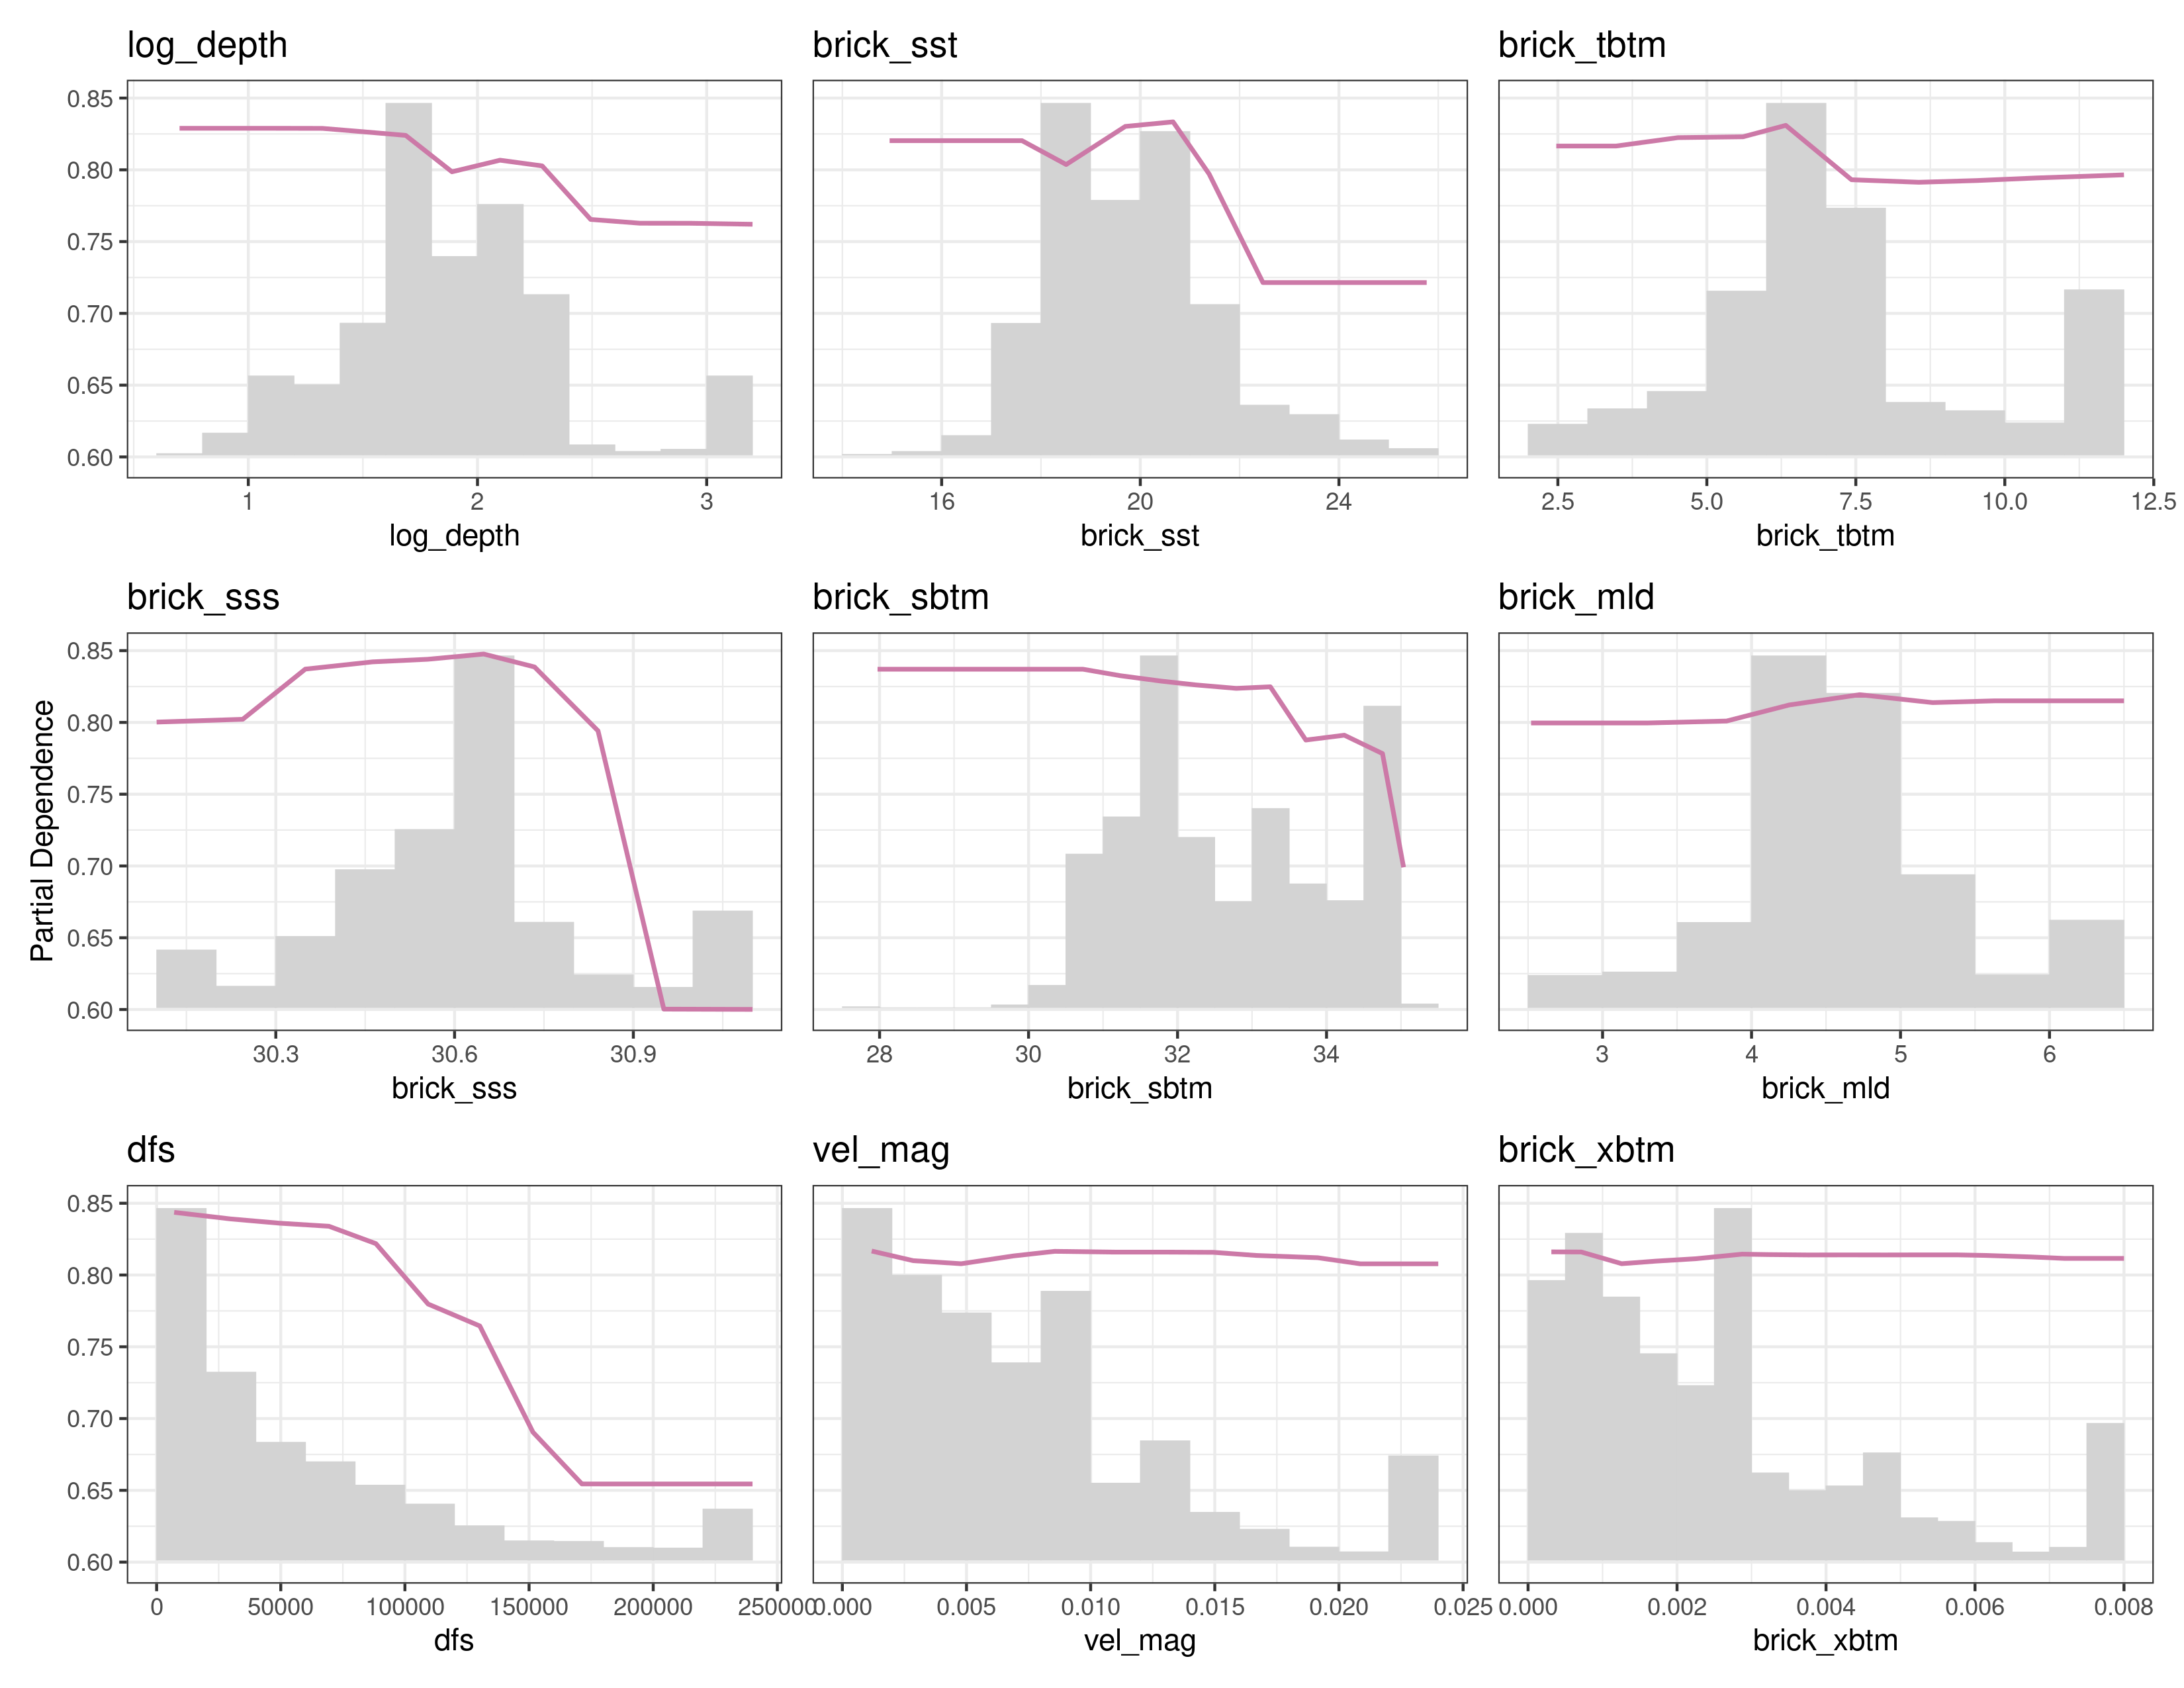 log_depth brick_sst brick_tbtm
0.85
0.80
0.75
0.70
0.65
0.60
1 2 3 16 20 24 2.5 5.0 7.5 10.0 12.5
log_depth brick_sst brick_tbtm
brick_sss brick_sbtm brick_mld
Partial Dependence
0.85
0.80
0.75
0.70
0.65
0.60
30.3 30.6 30.9 28 30 32 34 3 4 5 6
brick_sss brick_sbtm brick_mld
dfs vel_mag brick_xbtm
0.85
0.80
0.75
0.70
0.65
0.60
0 50000 100000 150000 200000 250000 0.000 0.005 0.010 0.015 0.020 0.025 0.000 0.002 0.004 0.006 0.008
dfs vel_mag brick_xbtm